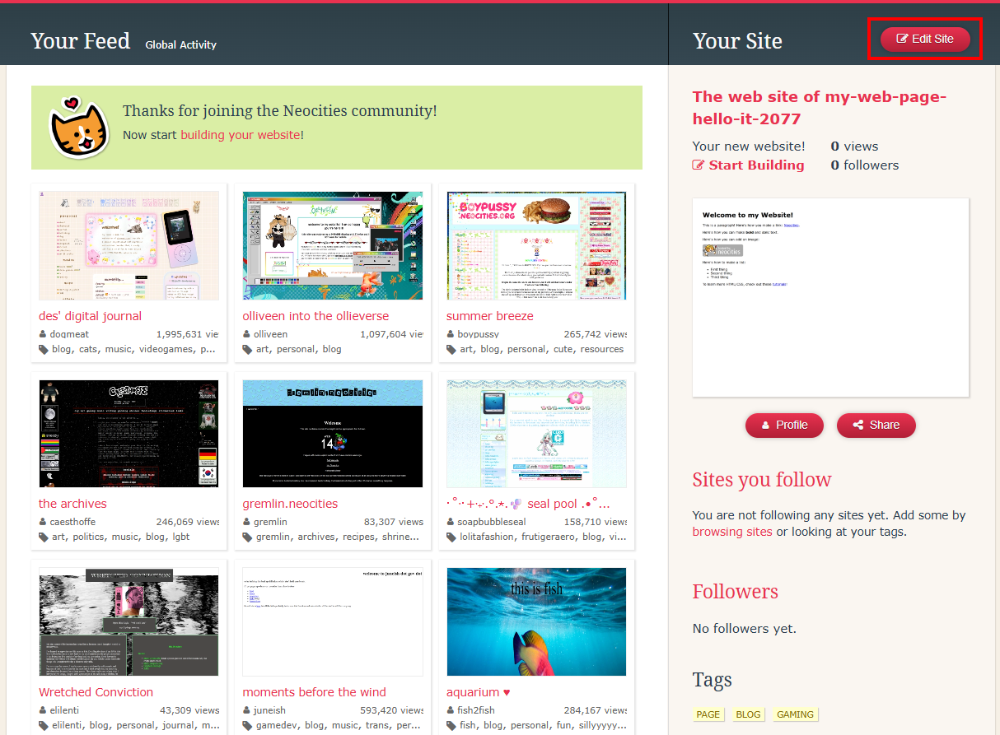 Your Feed Global Activity
Your Site
Edit Site
Thanks for joining the Neocities community!
Now start building your website!
des' digital journal
dogmeat 1,995,631 vie
blog, cats, music, videogames, p...
olliveen into the ollieverse
olliveen 1,097,604 view
art, personal, blog
BOYPUSSY
.NEOCITIES.ORG
summer breeze
boypussy 265,742 views
art, blog, personal, cute, resources
the archives
caesthoffe 246,069 views
art, politics, music, blog, lgbt
gremlin.neocities
Welcome
14
gremlin.neocities
gremlin 83,307 views
gremlin, archives, recipes, shrine...
seal pool
soapbubbleseal 158,710 views
lolitafashion, frutigeraero, blog, vi...
WRETCHED CONVICTION
Wretched Conviction
elilenti 43,309 views
elilenti, blog, personal, journal, m...
welcome to juneish dot gov dot
moments before the wind
juneish 593,420 views
gamedev, blog, music, trans, per...
this is fish
aquarium ♥
fish2fish 284,167 views
fish, blog, personal, fun, sillyyyyy...
The web site of my-web-page-
hello-it-2077
Your new website! 0 views
Start Building 0 followers
Welcome to my Website!
This is a paragraph! Here's how you make a link: Neocities.
Here's how you can make bold and italic text.
Here's how you can add an image:
neocities
Here's how to make a list:
First thing
Second thing
Third thing
To learn more HTML/CSS, check out these tutorials!
Profile Share
Sites you follow
You are not following any sites yet. Add some by
browsing sites or looking at your tags.
Followers
No followers yet.
Tags
PAGE BLOG GAMING